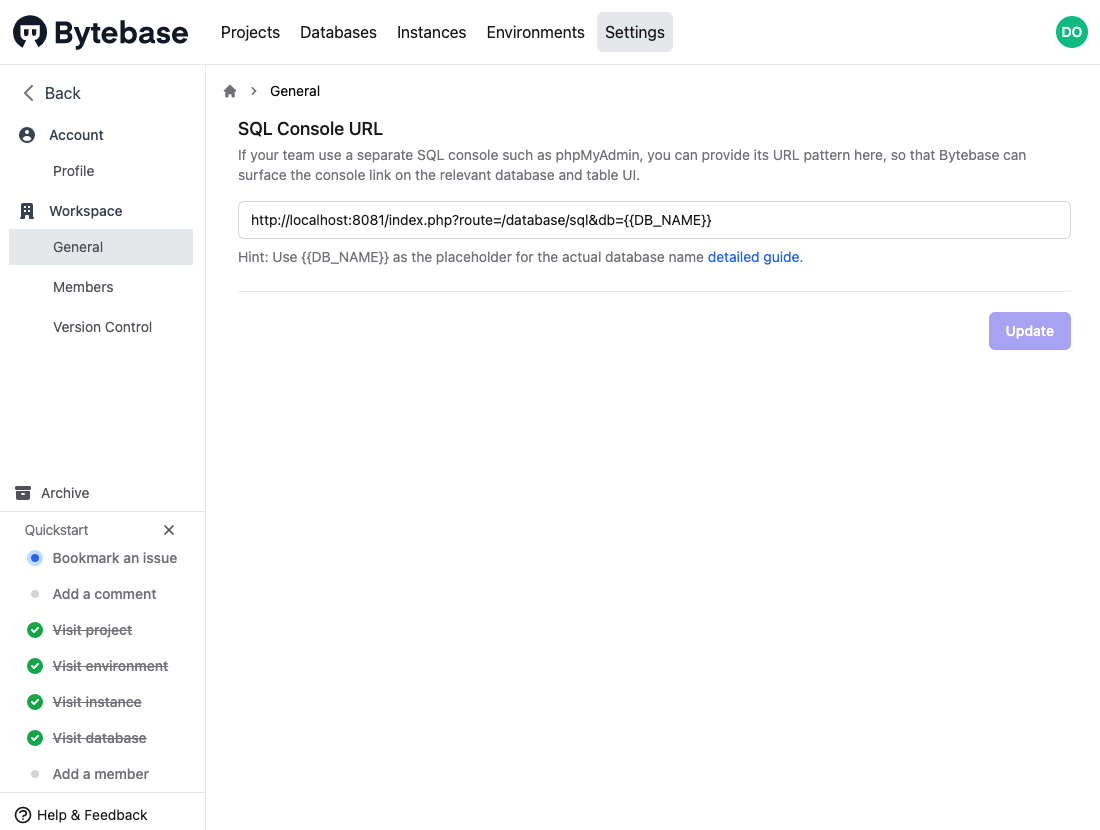 Bytebase
Projects
Databases
Instances
Environments
Settings
DO
Back
Account
Profile
Workspace
General
Members
Version Control
Archive
Quickstart
Bookmark an issue
Add a comment
Visit project
Visit environment
Visit instance
Visit database
Add a member
Help & Feedback
General
SQL Console URL
If your team use a separate SQL console such as phpMyAdmin, you can provide its URL pattern here, so that Bytebase can
surface the console link on the relevant database and table UI.
http://localhost:8081/index.php?route=/database/sql&db={{DB_NAME}}
Hint: Use {{DB_NAME}} as the placeholder for the actual database name detailed guide.
Update